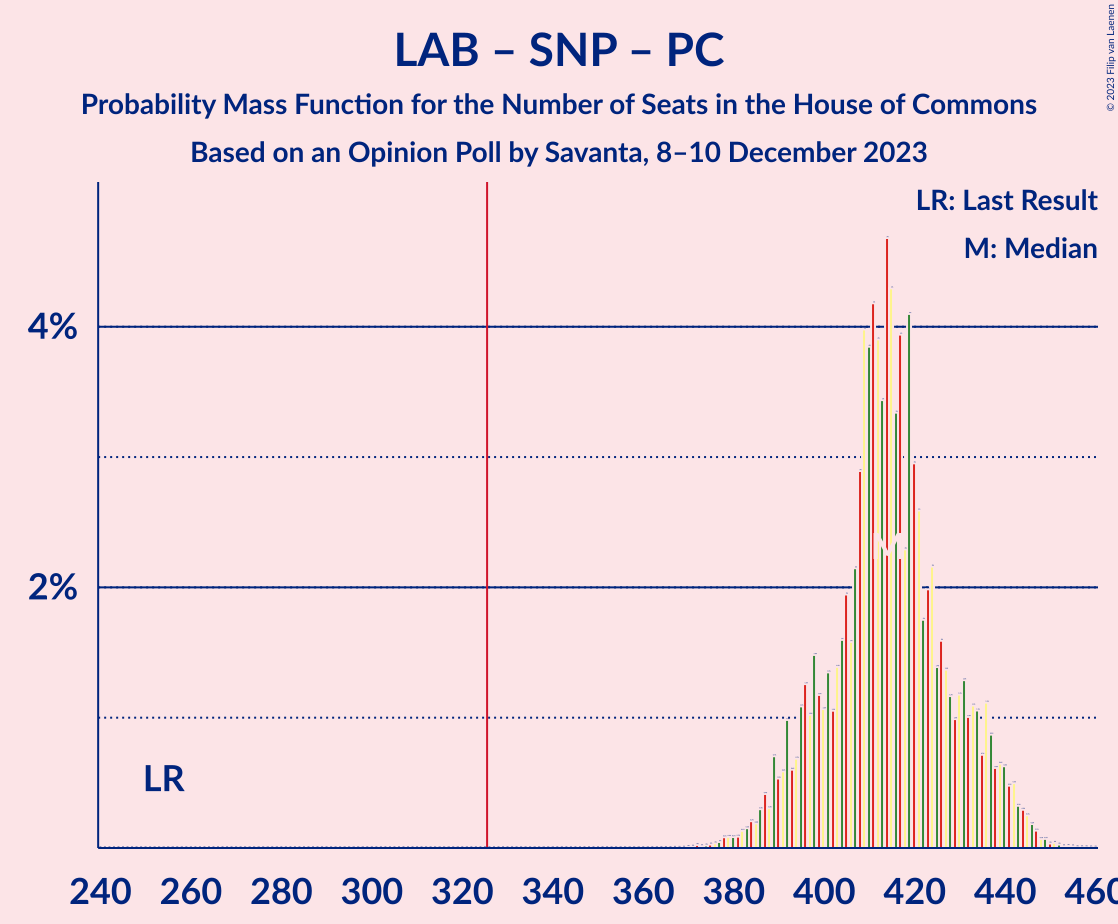 LAB – SNP – PC
Probability Mass Function for the Number of Seats in the House of Commons
Based on an Opinion Poll by Savanta, 8–10 December 2023
© 2023 Filip van Laenen
LR: Last Result
M: Median
4%
2%
M
LR
240 260 280 300 320 340 360 380 400 420 440 460